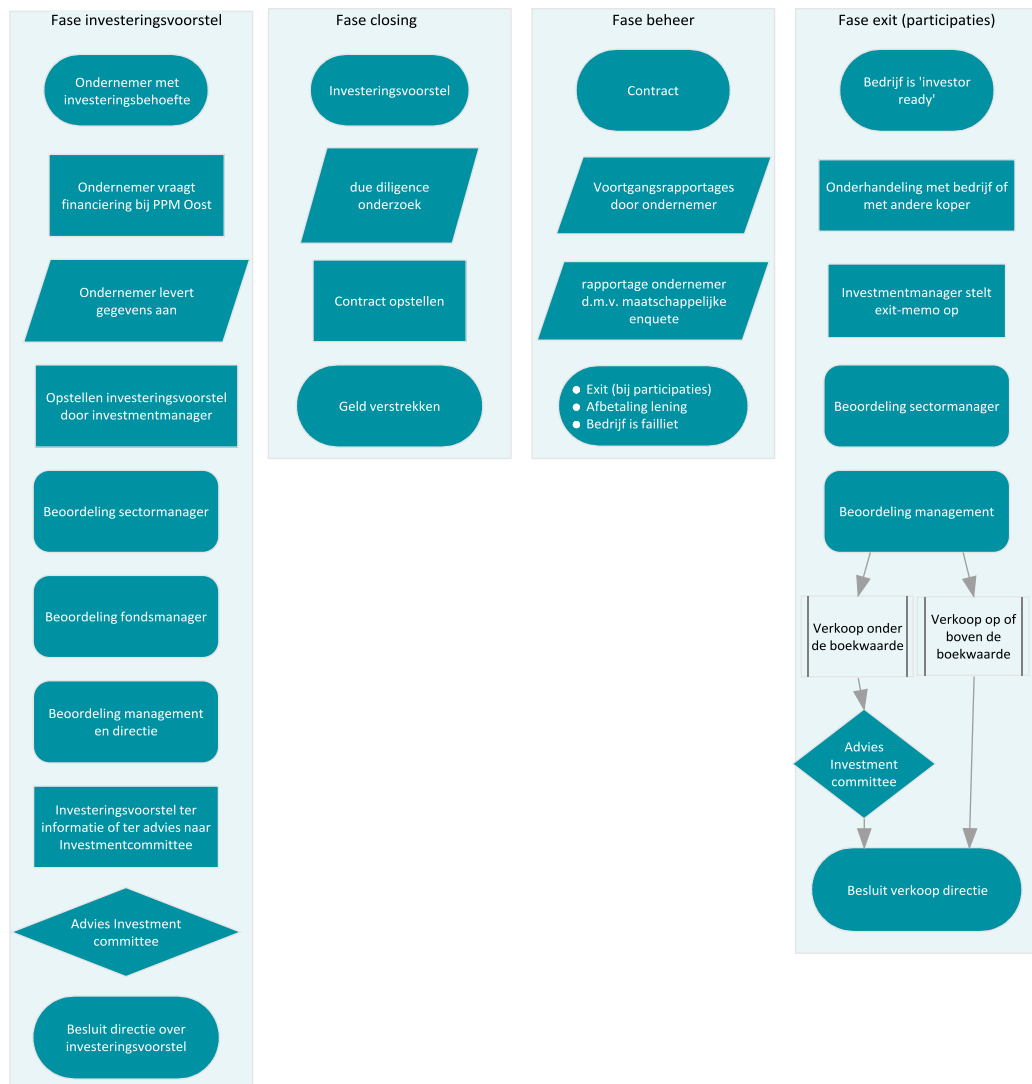 Fase investeringsvoorstel
Ondernemer met
investeringsbehoefte
Ondernemer vraagt
financiering bij PPM Oost
Ondernemer levert
gegevens aan
Opstellen investeringsvoorstel
door investmentmanager
Beoordeling sectormanager
Beoordeling fondsmanager
Beoordeling management
en directie
Investeringsvoorstel ter
informatie of ter advies naar
Investmentcommittee
Advies Investment
committee
Besluit directie over
investeringsvoorstel
Fase closing
Investeringsvoorstel
due diligence
onderzoek
Contract opstellen
Geld verstrekken
Fase beheer
Contract
Voortgangsrapportages
door ondernemer
rapportage ondernemer
d.m.v. maatschappelijke
enquete
● Exit (bij participaties)
● Afbetaling lening
● Bedrijf is failliet
Fase exit (participaties)
Bedrijf is 'investor
ready'
Onderhandeling met bedrijf of
met andere koper
Investmentmanager stelt
exit-memo op
Beoordeling sectormanager
Beoordeling management
Verkoop onder
de boekwaarde
Verkoop op of
boven de
boekwaarde
Advies
Investment
committee
Besluit verkoop directie